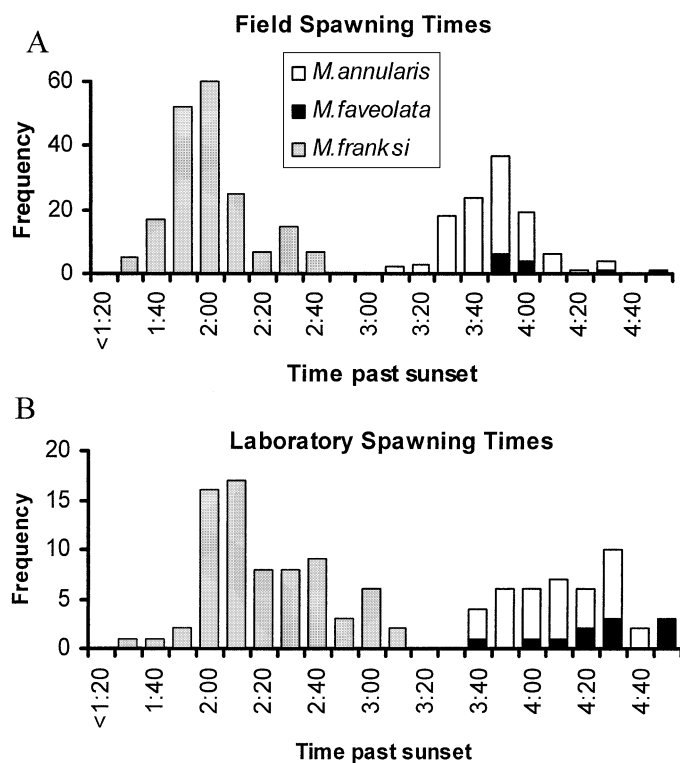 A
Field Spawning Times
M.annularis
M.faveolata
M.franksi
Frequency
60
40
20
0
<1:20
1:40
2:00
2:20
2:40
3:00
3:20
3:40
4:00
4:20
4:40
Time past sunset
B
Laboratory Spawning Times
Frequency
20
15
10
5
0
<1:20
1:40
2:00
2:20
2:40
3:00
3:20
3:40
4:00
4:20
4:40
Time past sunset